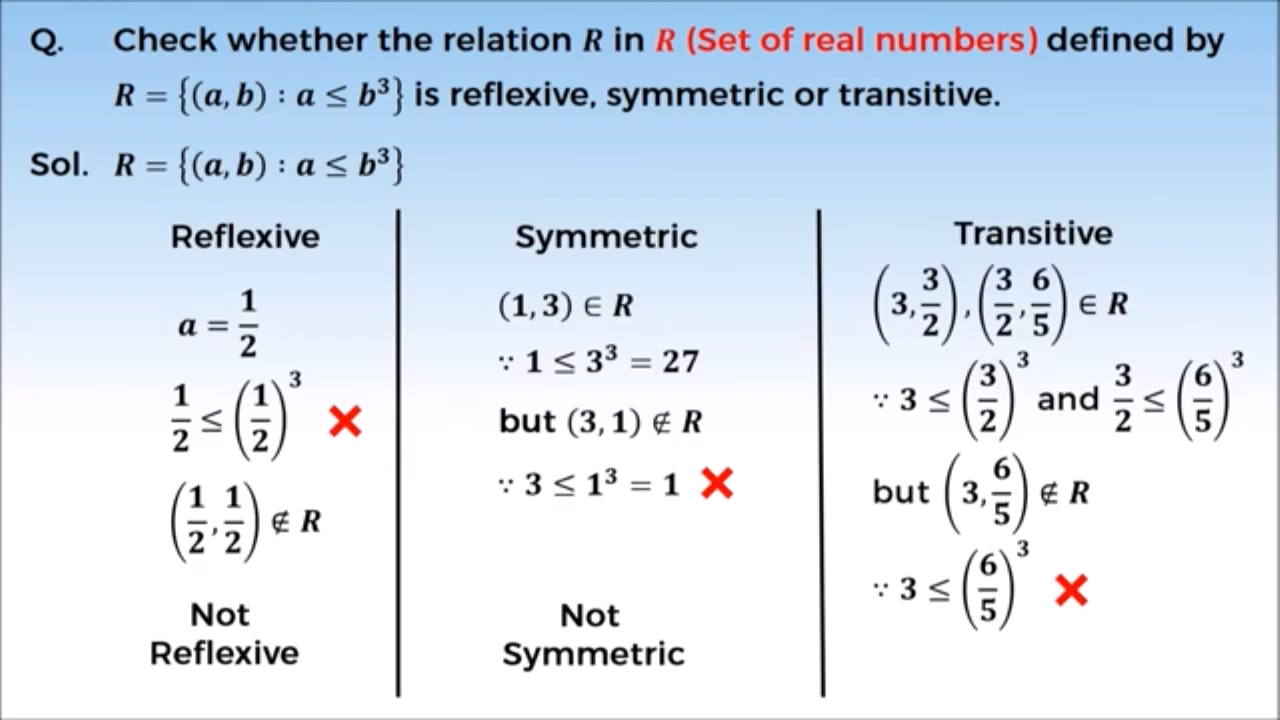 Q. Check whether the relation R in R (Set of real numbers) defined by
R = {(a, b) : a ≤ b³} is reflexive, symmetric or transitive.
Sol. R = {(a, b) : a ≤ b³}
Reflexive
a = 1/2
1/2 ≤ (1/2)³ ❌
(1/2, 1/2) ∉ R
Not
Reflexive
Symmetric
(1, 3) ∈ R
∵ 1 ≤ 3³ = 27
but (3, 1) ∉ R
∵ 3 ≤ 1³ = 1 ❌
Not
Symmetric
Transitive
(3, 3/2), (3/2, 6/5) ∈ R
∵ 3 ≤ (3/2)³ and 3/2 ≤ (6/5)³
but (3, 6/5) ∉ R
∵ 3 ≤ (6/5)³ ❌